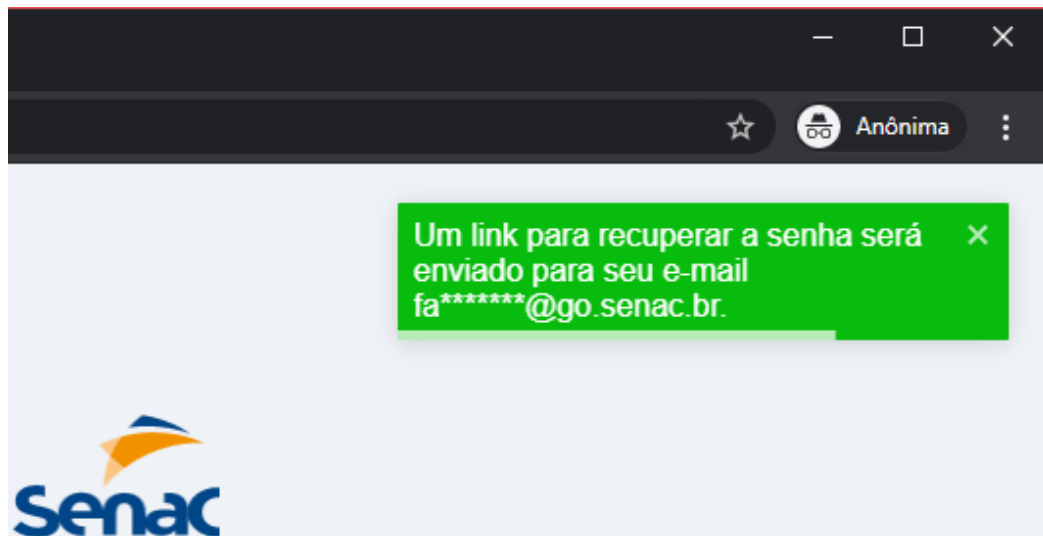 Anônima
Um link para recuperar a senha será
enviado para seu e-mail
fa*******@go.senac.br.
Senac